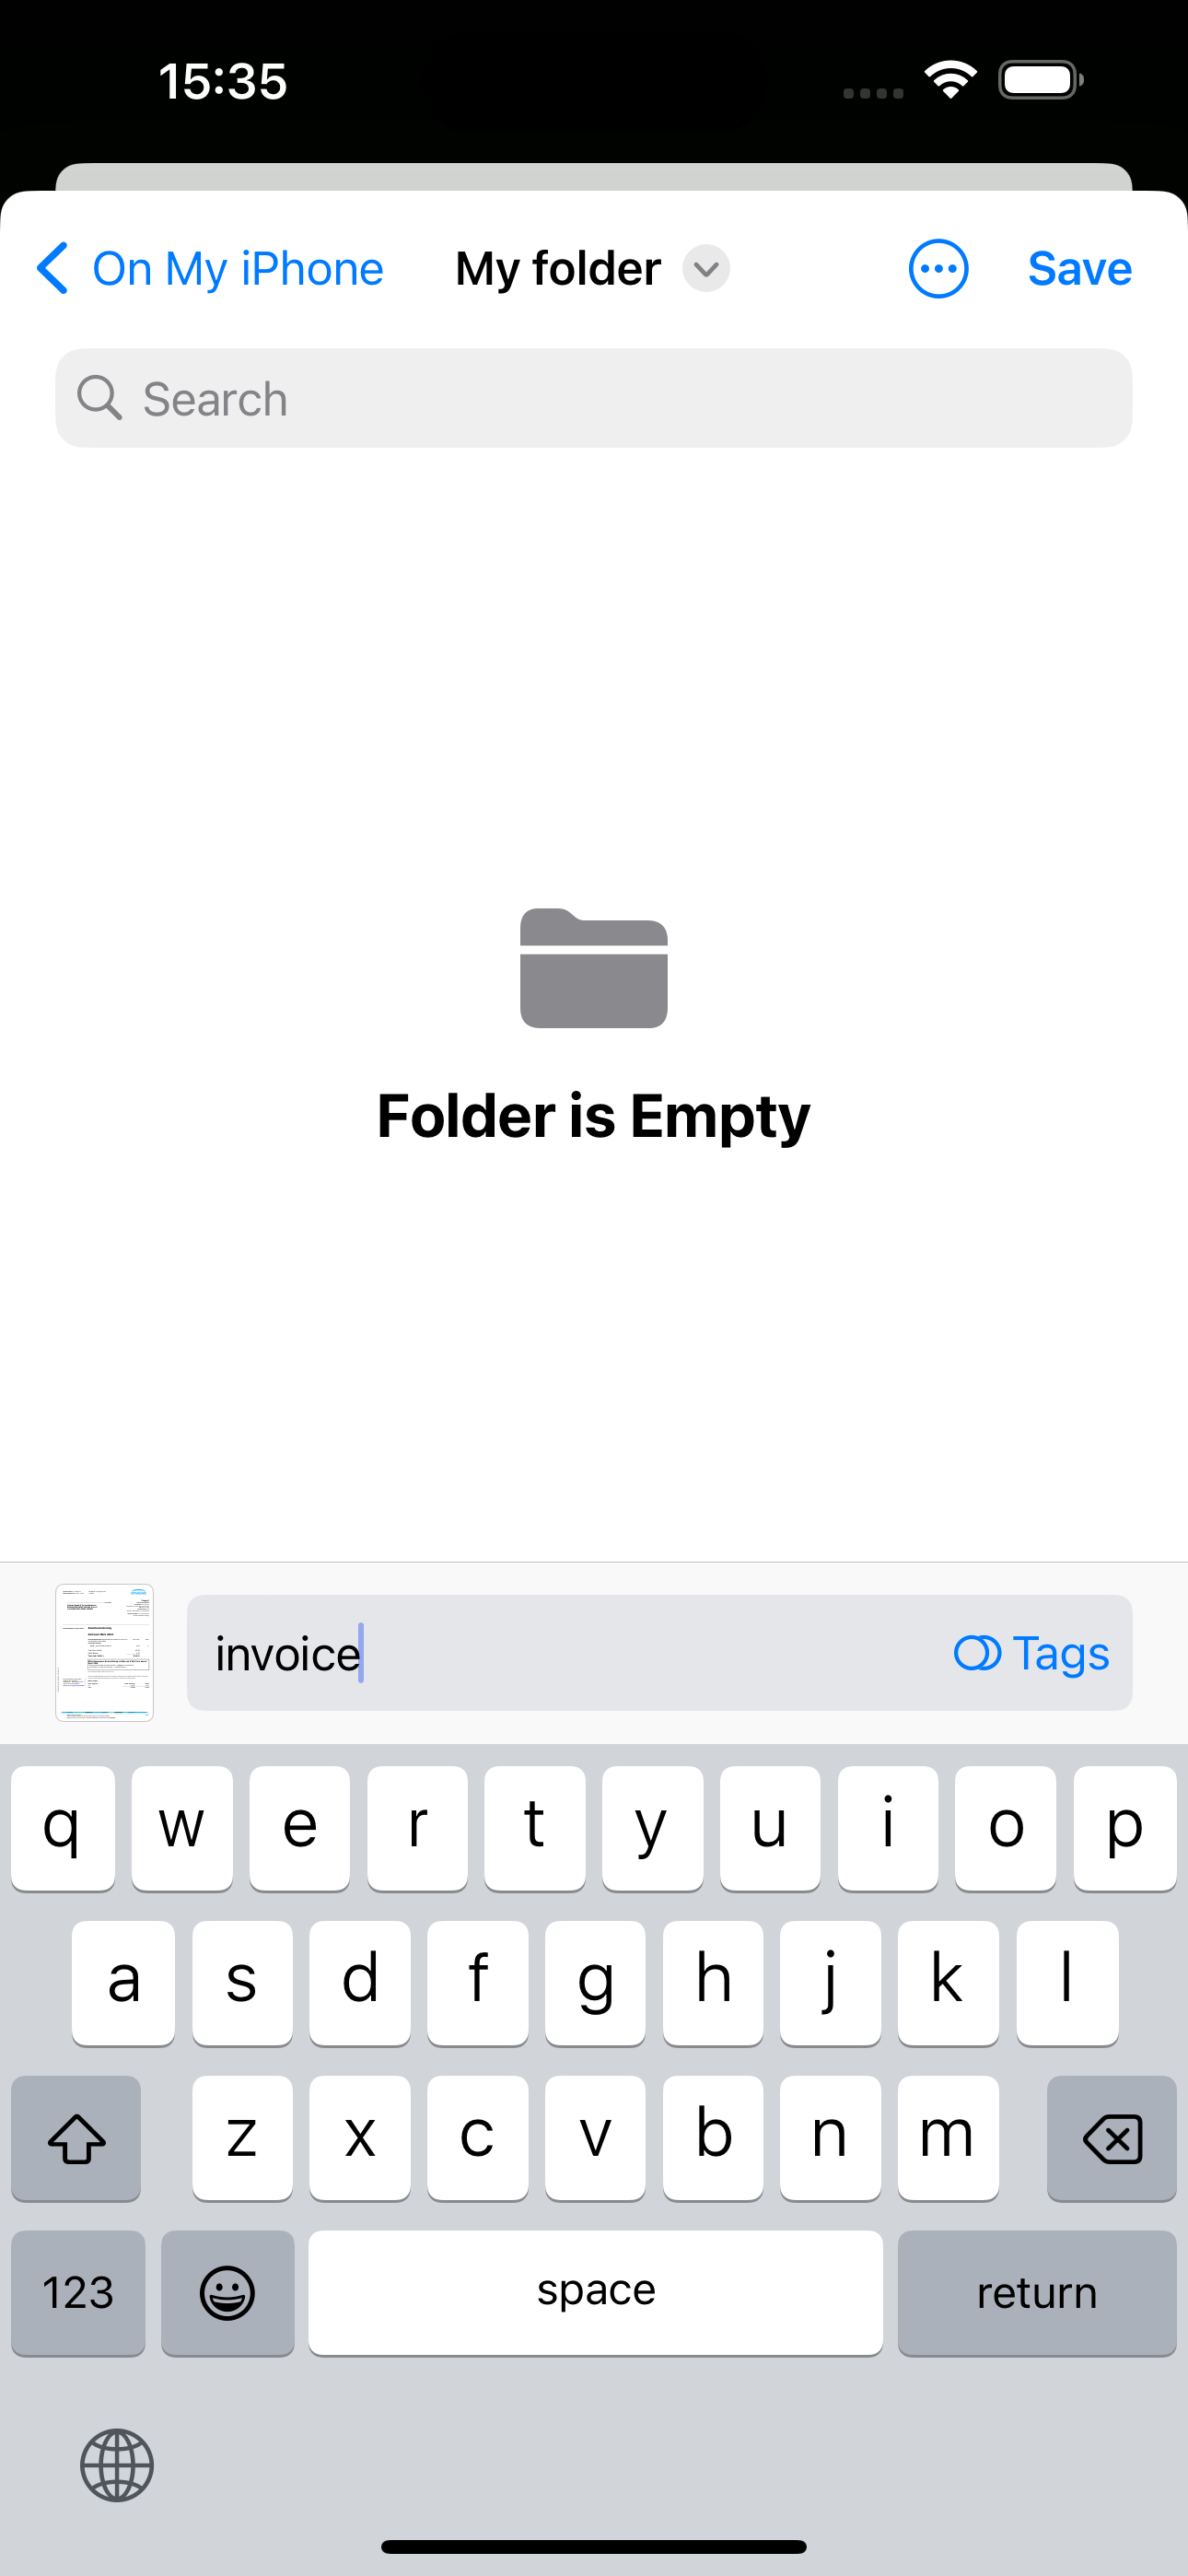 15:35
On My iPhone My folder Save
Search
Folder is Empty
invoice Tags
q w e r t y u i o p
a s d f g h j k l
z x c v b n m
123 space return